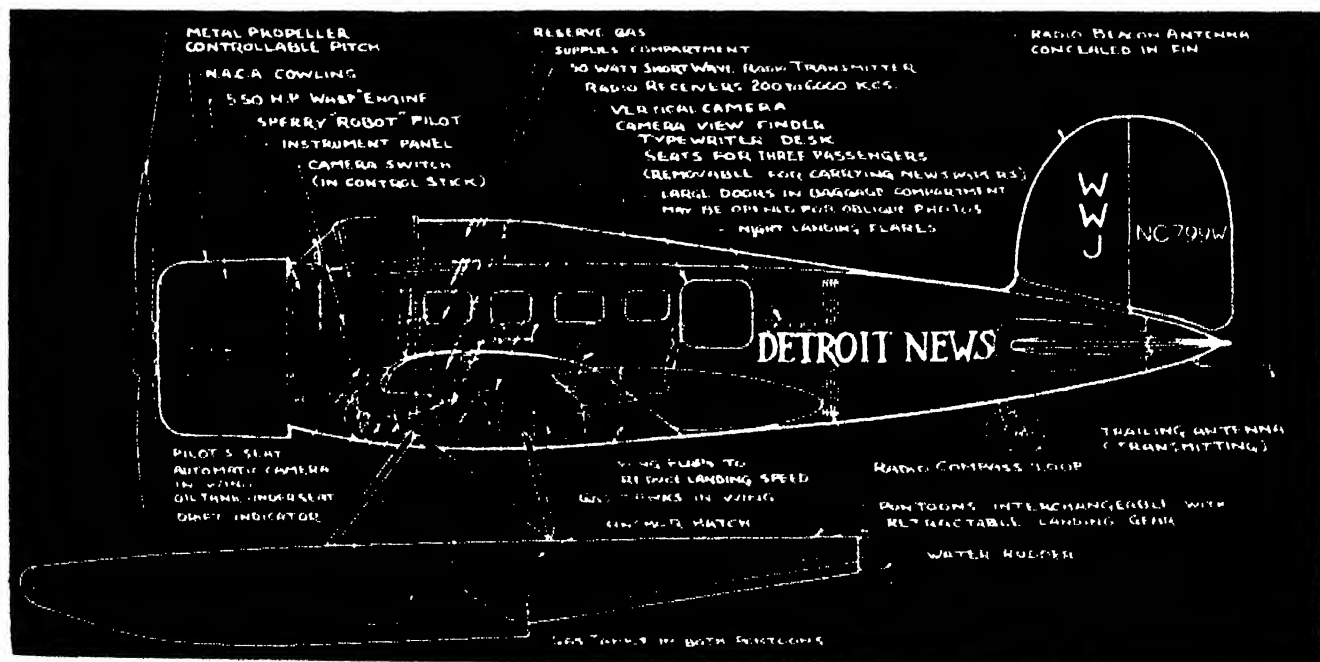 METAL PROPELLER
CONTROLLABLE PITCH
N.A.C.A COWLING
550 H.P. "WASP" ENGINE
SPERRY "ROBOT" PILOT
INSTRUMENT PANEL
CAMERA SWITCH
(IN CONTROL STICK)
RESERVE GAS
SUPPLIES COMPARTMENT
50 WATT SHORT WAVE RADIO TRANSMITTER
RADIO RECEIVERS 200 TO 6000 KCS.
VERTICAL CAMERA
CAMERA VIEW FINDER
TYPEWRITER DESK
SEATS FOR THREE PASSENGERS
(REMOVABLE FOR CARRYING NEWSPAPERS)
LARGE DOORS IN BAGGAGE COMPARTMENT
MAY BE OPENED FOR OBLIQUE PHOTOS
NIGHT LANDING FLARES
RADIO BEACON ANTENNA
CONCEALED IN FIN
W
W
J
NC799W
DETROIT NEWS
PILOT'S SEAT
AUTOMATIC CAMERA
IN WING
OIL TANK UNDER SEAT
DRIFT INDICATOR
WING FLAPS TO
REDUCE LANDING SPEED
GAS TANKS IN WING
ANCHOR HATCH
TRAILING ANTENNA
(TRANSMITTING)
RADIO COMPASS LOOP
PONTOONS INTERCHANGEABLE WITH
RETRACTABLE LANDING GEAR
WATER RUDDER
GAS TANKS IN BOTH PONTOONS